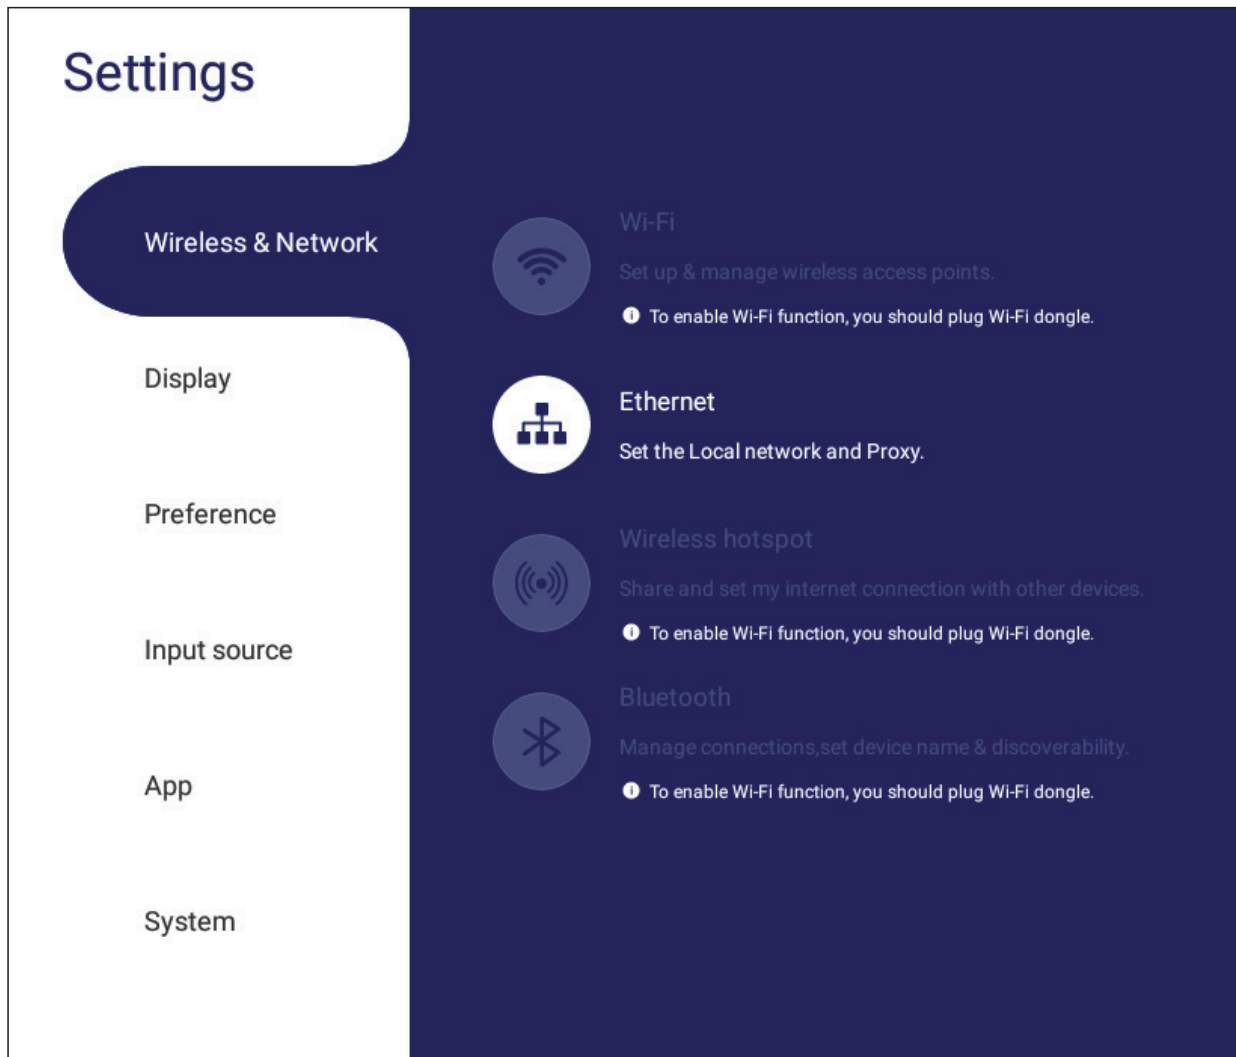 Settings
Wireless & Network
Display
Preference
Input source
App
System
Wi-Fi
Set up & manage wireless access points.
To enable Wi-Fi function, you should plug Wi-Fi dongle.
Ethernet
Set the Local network and Proxy.
Wireless hotspot
Share and set my internet connection with other devices.
To enable Wi-Fi function, you should plug Wi-Fi dongle.
Bluetooth
Manage connections,set device name & discoverability.
To enable Wi-Fi function, you should plug Wi-Fi dongle.